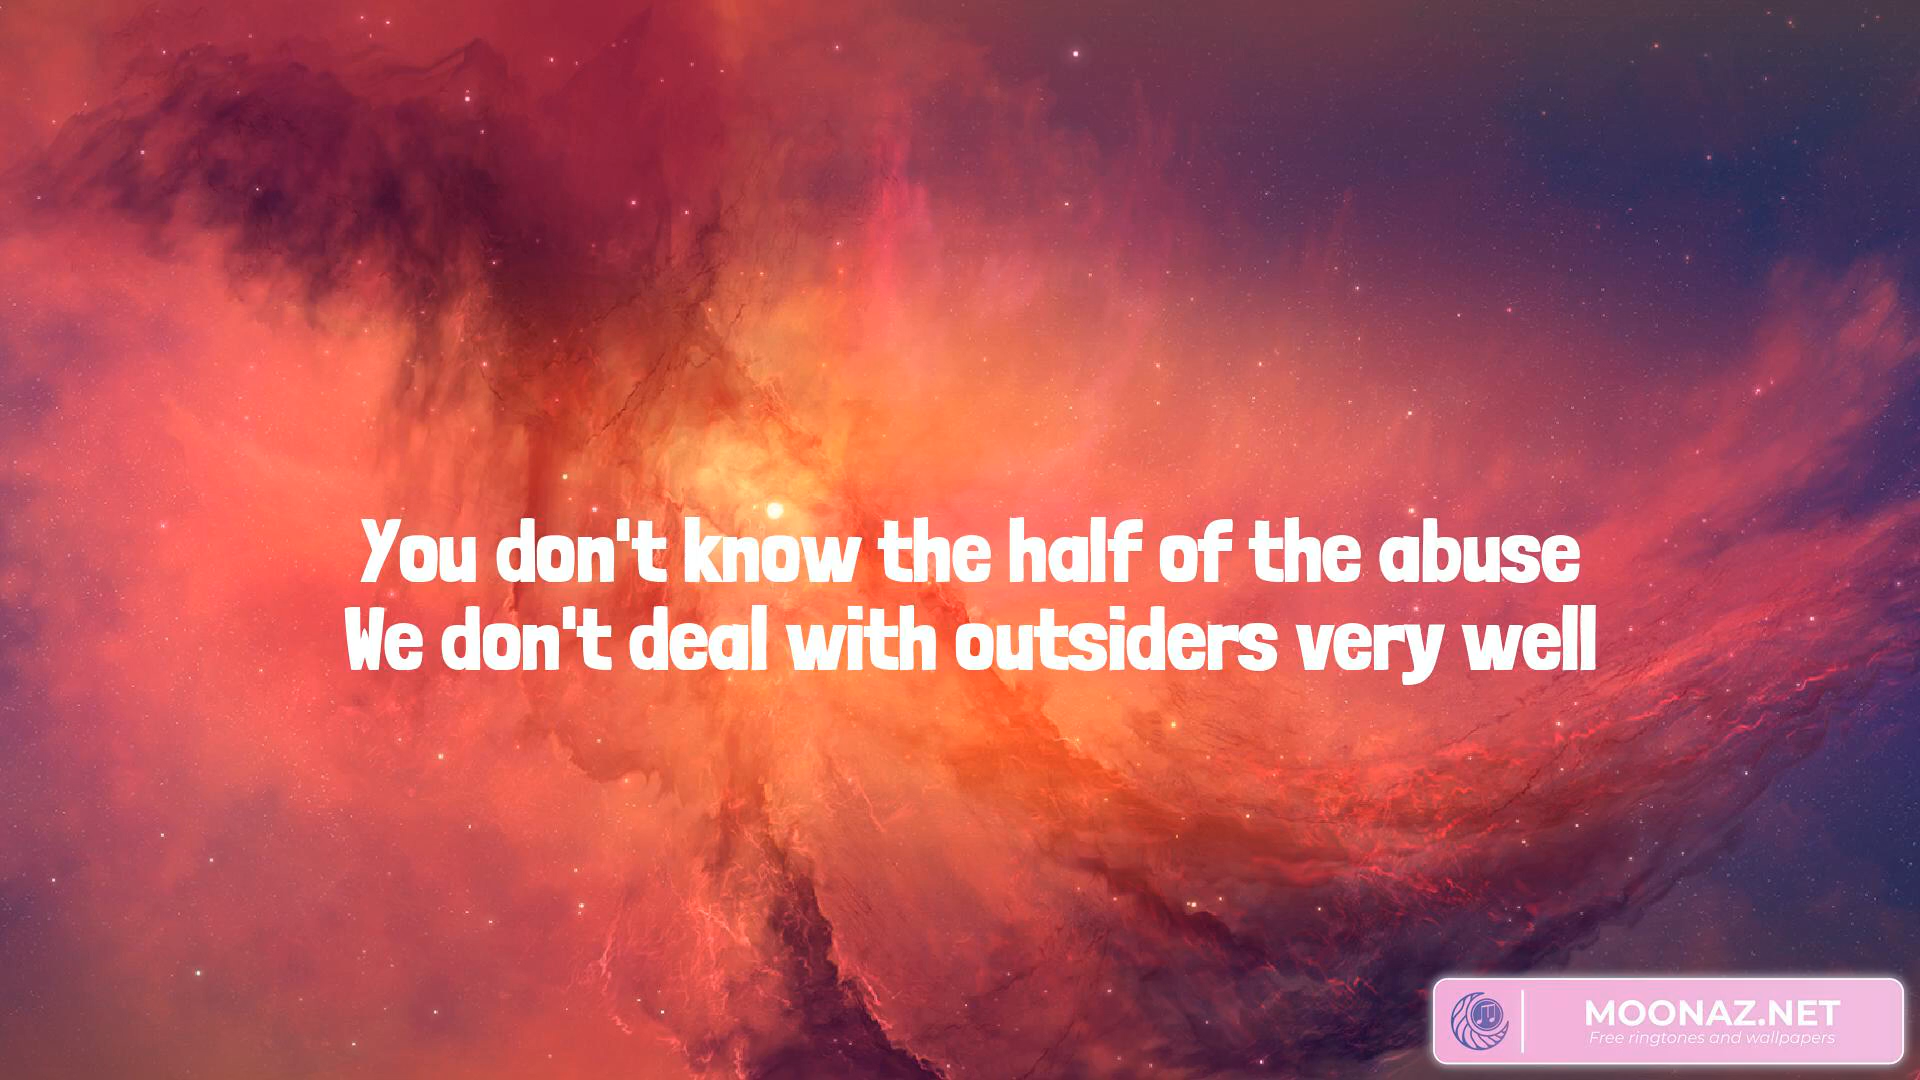 You don't know the half of the abuse
We don't deal with outsiders very well
MOONAZ.NET
Free ringtones and wallpapers